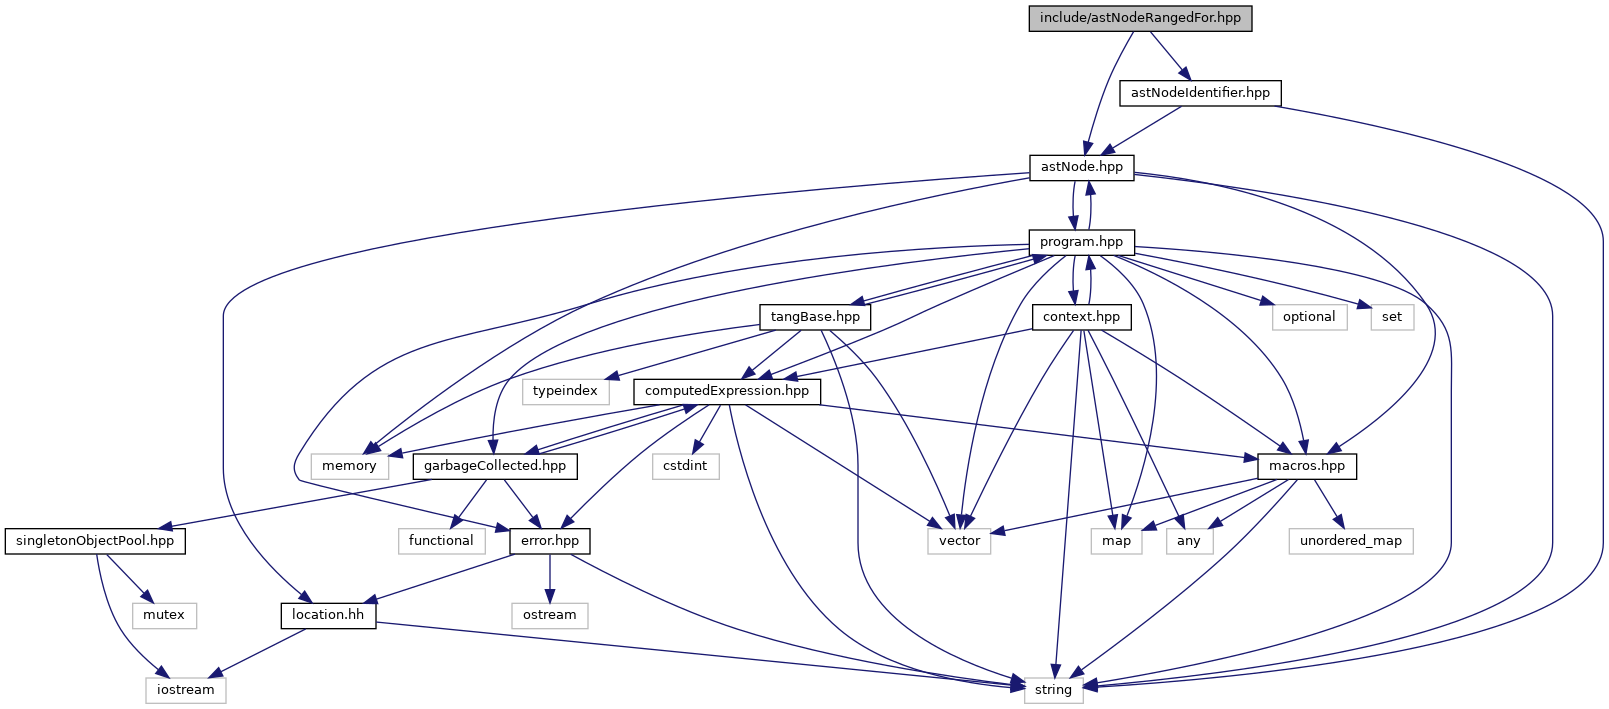 include/astNodeRangedFor.hpp
astNodeIdentifier.hpp
astNode.hpp
program.hpp
tangBase.hpp
context.hpp
optional
set
typeindex
computedExpression.hpp
memory
garbageCollected.hpp
cstdint
macros.hpp
singletonObjectPool.hpp
functional
error.hpp
vector
map
any
unordered_map
mutex
location.hh
ostream
iostream
string